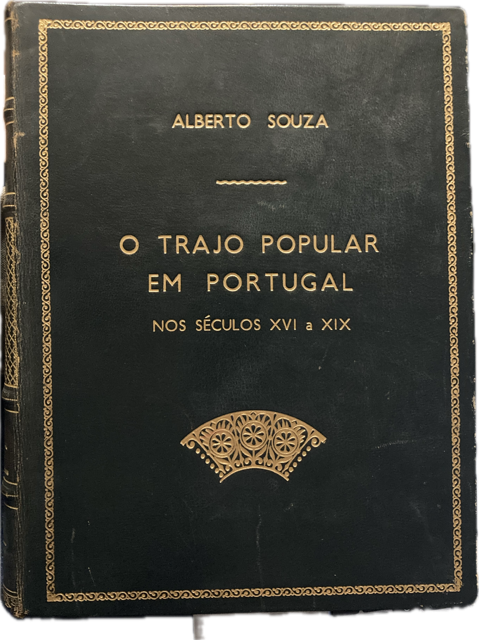 ALBERTO SOUZA
O TRAJO POPULAR
EM PORTUGAL
NOS SÉCULOS XVI a XIX